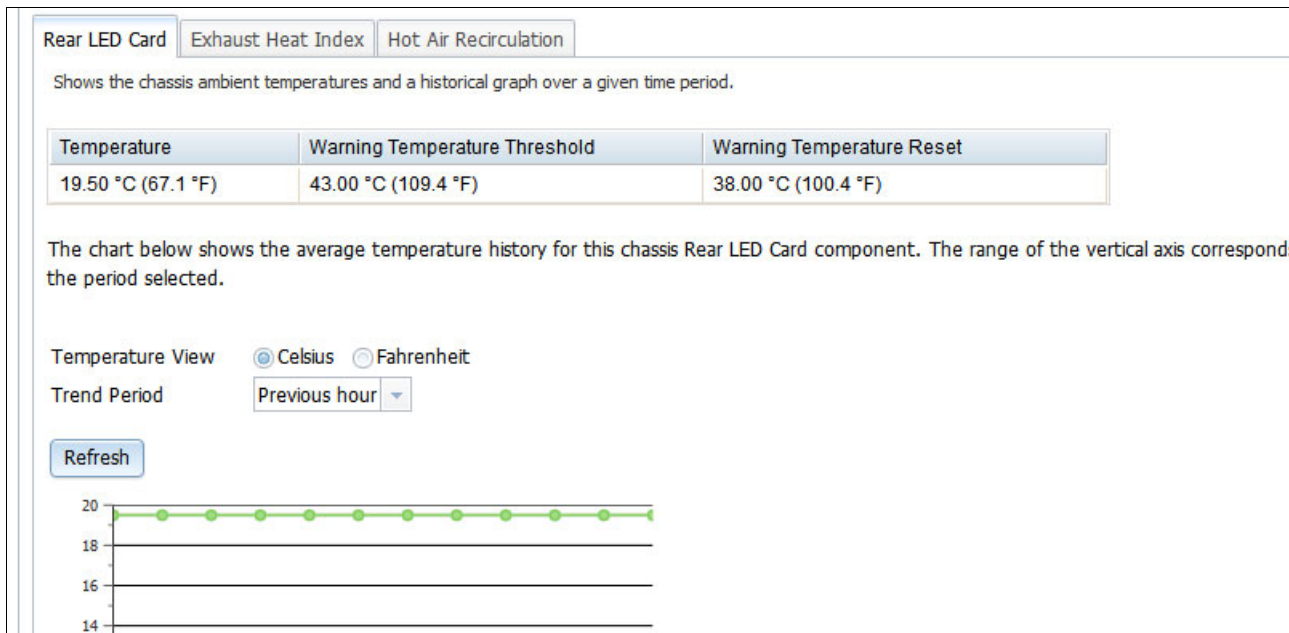 Rear LED Card Exhaust Heat Index Hot Air Recirculation
Shows the chassis ambient temperatures and a historical graph over a given time period.
Temperature Warning Temperature Threshold Warning Temperature Reset
19.50 °C (67.1 °F) 43.00 °C (109.4 °F) 38.00 °C (100.4 °F)
The chart below shows the average temperature history for this chassis Rear LED Card component. The range of the vertical axis correspond
the period selected.
Temperature View Celsius Fahrenheit
Trend Period Previous hour
Refresh
20
18
16
14